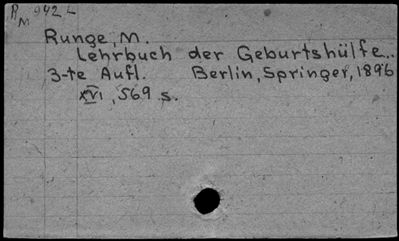 R 942 L
M
Runge, M.
Lehrbuch der Geburtshülfe..
3-te Aufl. Berlin, Springer, 1896
XVI, 569 s.